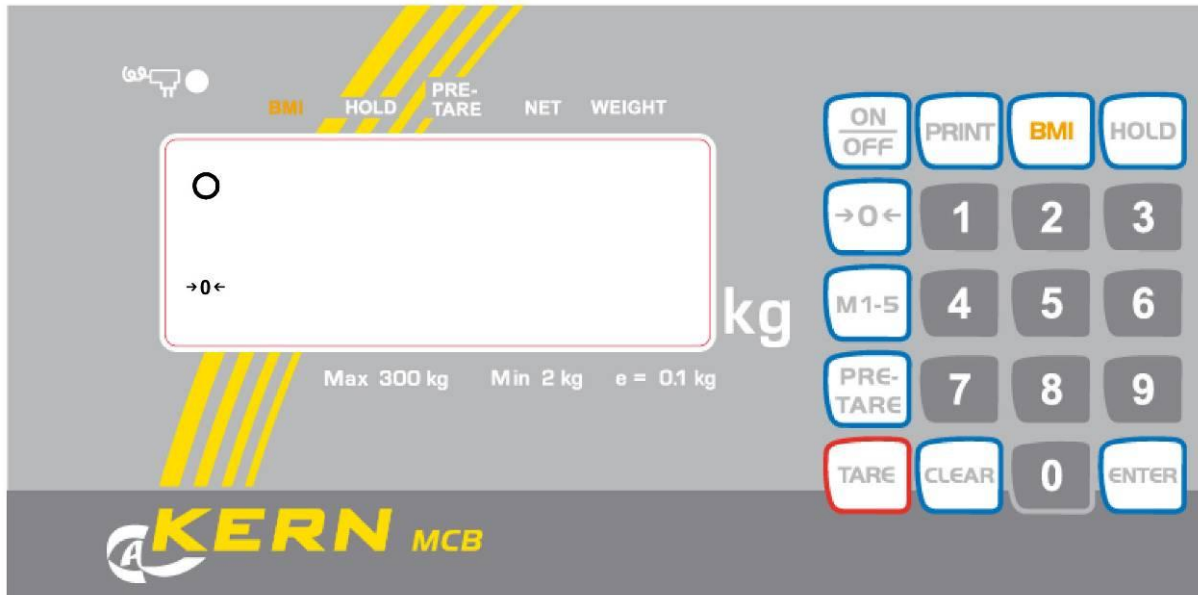 BMI HOLD PRE-TARE NET WEIGHT
ON
OFF
PRINT
BMI
HOLD
→0←
1
2
3
→0←
kg
M1-5
4
5
6
Max 300 kg Min 2 kg e = 0.1 kg
PRE-
TARE
7
8
9
TARE
CLEAR
0
ENTER
KERN MCB